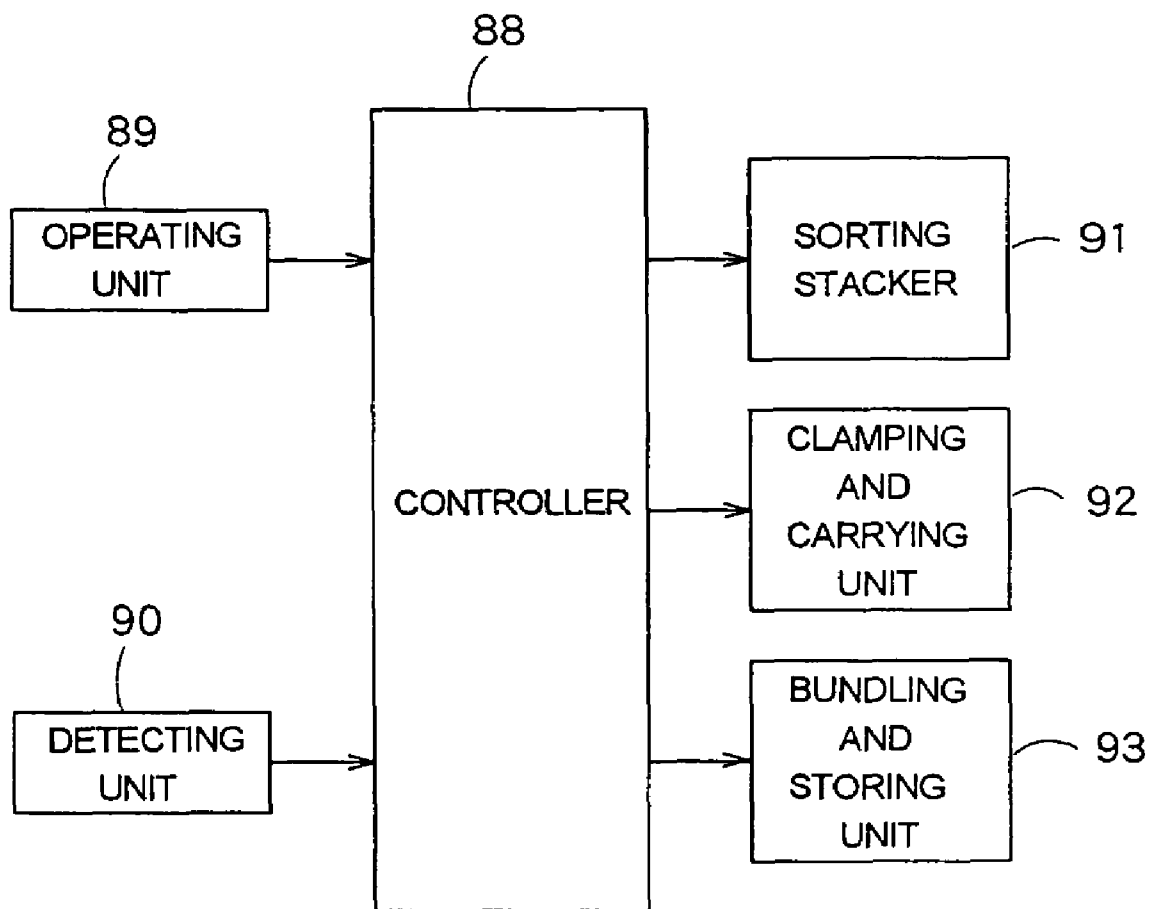 88
89
OPERATING
UNIT
90
DETECTING
UNIT
CONTROLLER
SORTING
STACKER
91
CLAMPING
AND
CARRYING
UNIT
92
BUNDLING
AND
STORING
UNIT
93